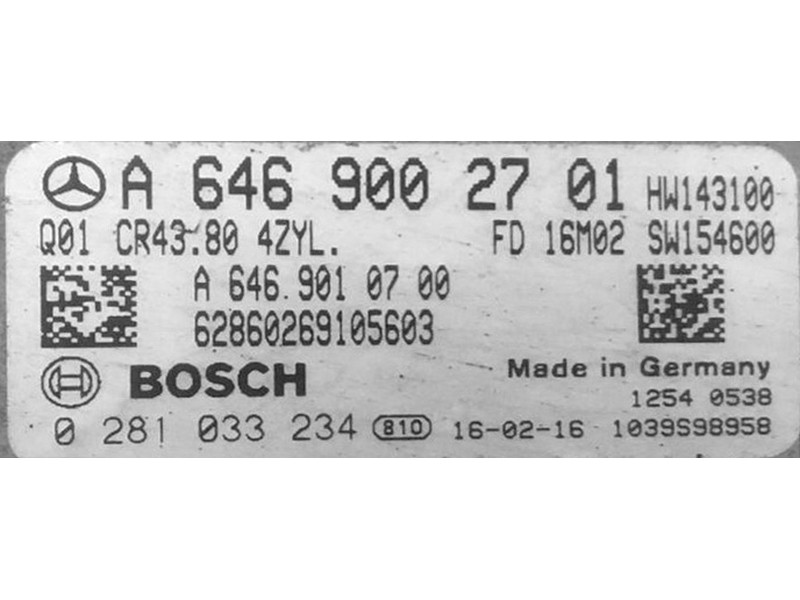 A 646 900 27 01 HW143100
Q01 CR43.80 4ZYL. FD 16M02 SW154600
A 646 901 07 00
62860269105603
BOSCH Made in Germany
1254 0538
0 281 033 234 810 16-02-16 1039S98958